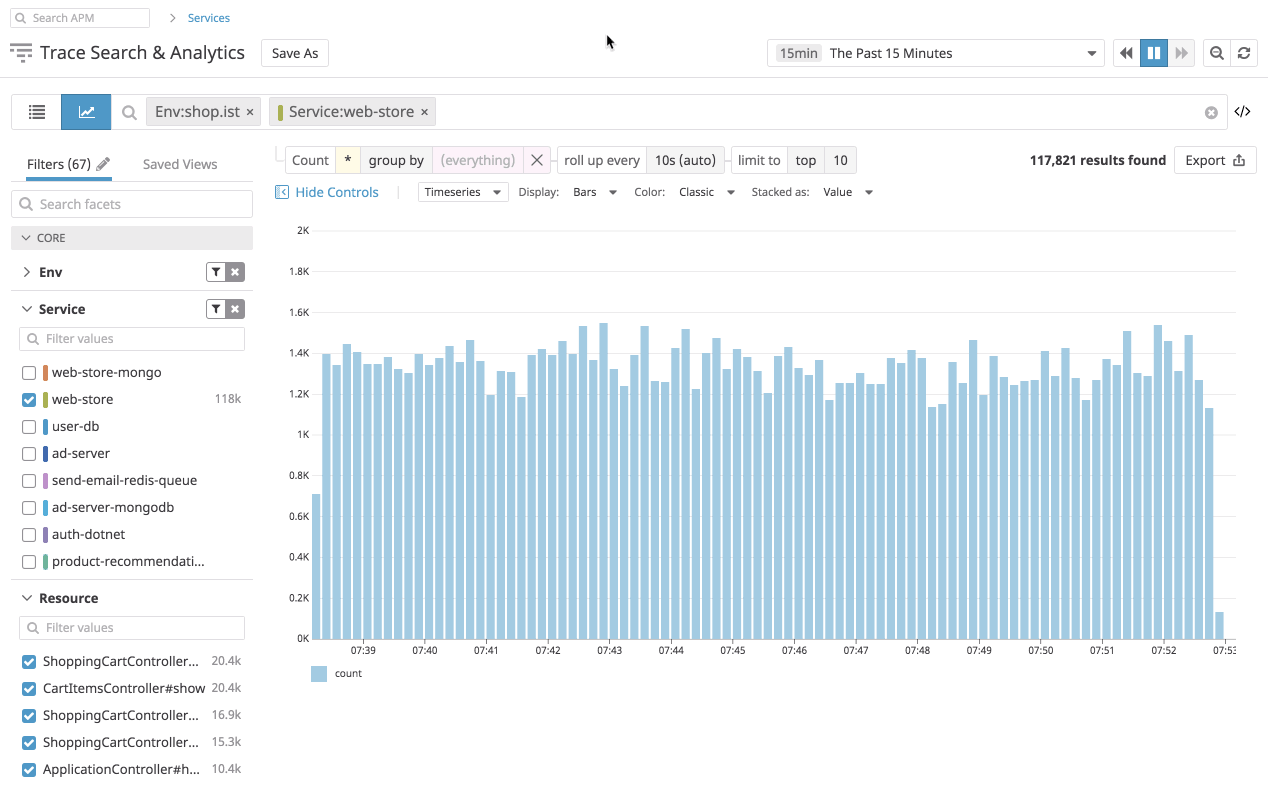 Search APM Services
Trace Search & Analytics Save As 15min The Past 15 Minutes
Env:shop.ist × Service:web-store × </>
Filters (67) Saved Views
Count * group by (everything) roll up every 10s (auto) limit to top 10 117,821 results found Export
Hide Controls Timeseries Display: Bars Color: Classic Stacked as: Value
Search facets
CORE
Env
Service
Filter values
web-store-mongo
web-store 118k
user-db
ad-server
send-email-redis-queue
ad-server-mongodb
auth-dotnet
product-recommendati...
Resource
Filter values
ShoppingCartController... 20.4k
CartItemsController#show 20.4k
ShoppingCartController... 16.9k
ShoppingCartController... 15.3k
ApplicationController#h... 10.4k
2K
1.8K
1.6K
1.4K
1.2K
1K
0.8K
0.6K
0.4K
0.2K
0K
07:39 07:40 07:41 07:42 07:43 07:44 07:45 07:46 07:47 07:48 07:49 07:50 07:51 07:52 07:53
count